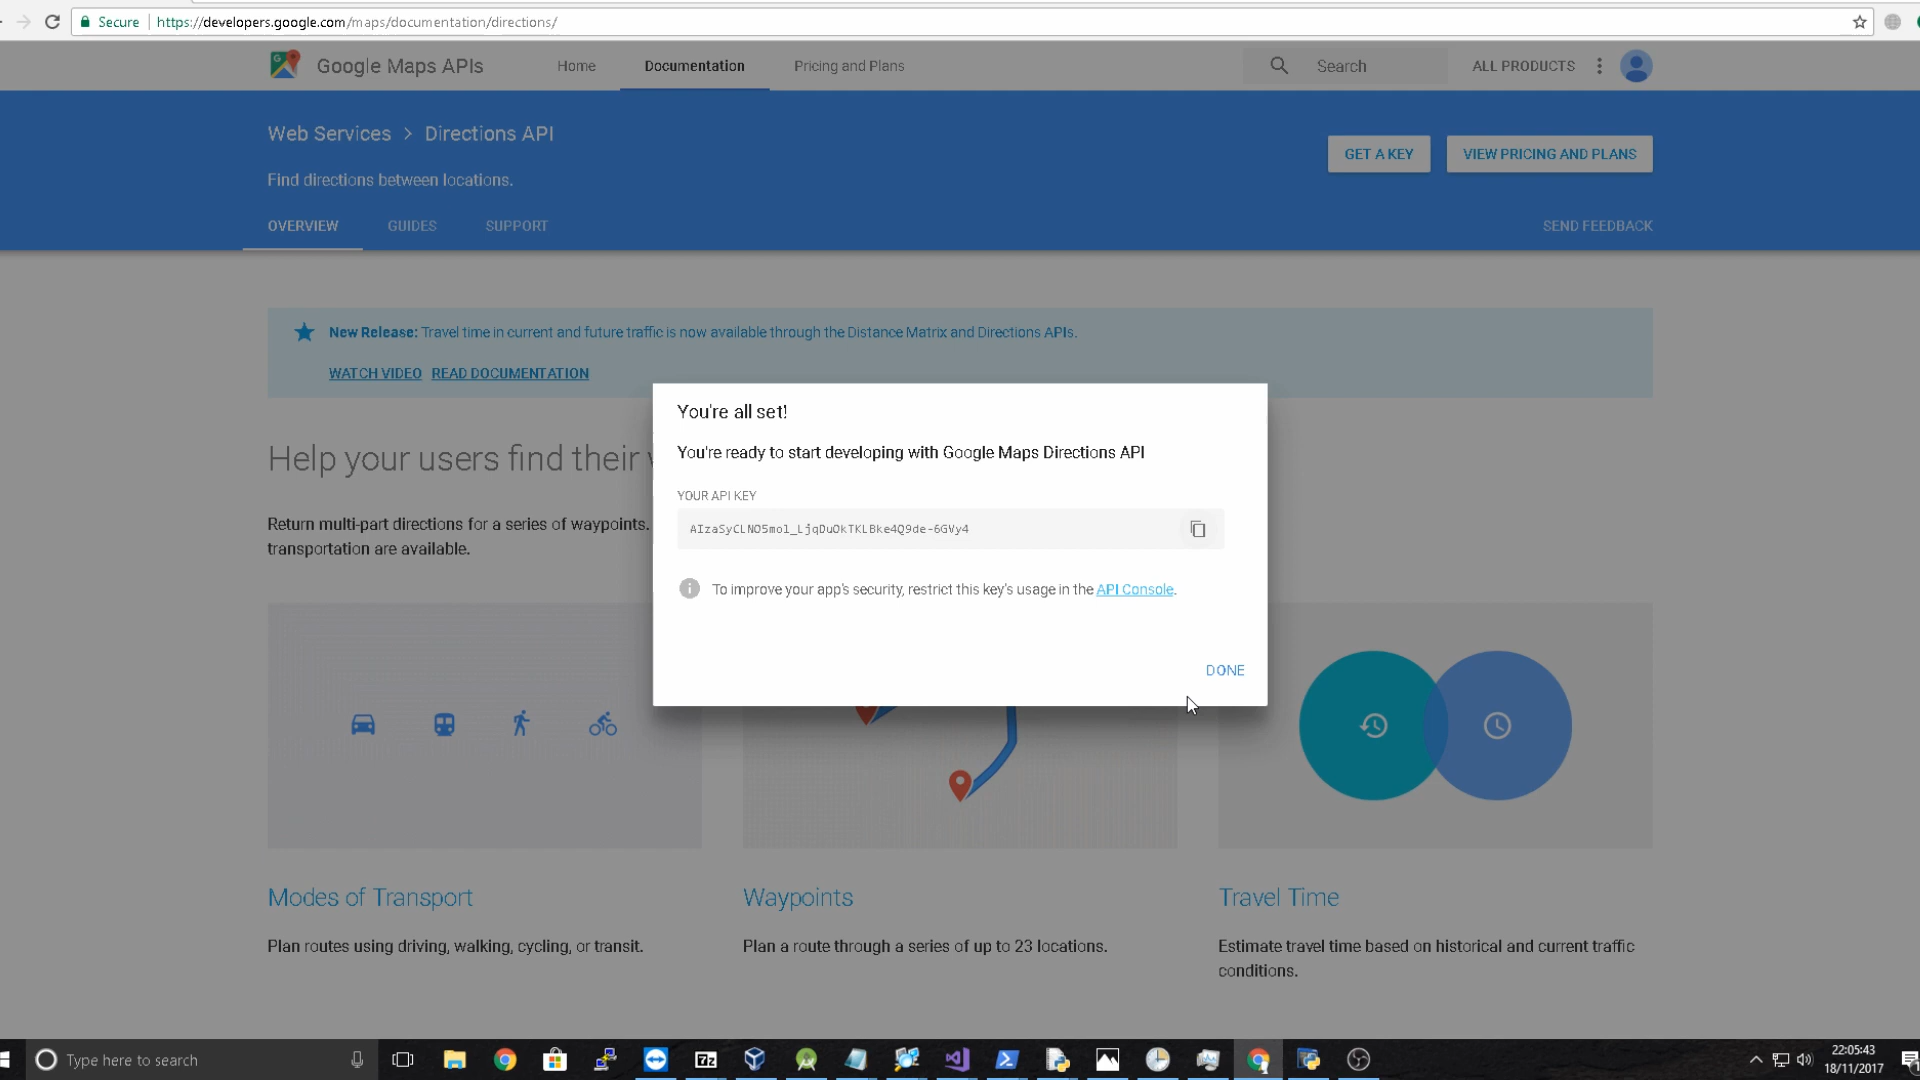 Secure https://developers.google.com/maps/documentation/directions/
Google Maps APIs Home Documentation Pricing and Plans Search ALL PRODUCTS
Web Services > Directions API
GET A KEY VIEW PRICING AND PLANS
Find directions between locations.
OVERVIEW GUIDES SUPPORT SEND FEEDBACK
New Release: Travel time in current and future traffic is now available through the Distance Matrix and Directions APIs.
WATCH VIDEO READ DOCUMENTATION
Help your users find their
Return multi-part directions for a series of waypoints.
transportation are available.
You're all set!
You're ready to start developing with Google Maps Directions API
YOUR API KEY
AIzaSyCLNO5mol_LjqDuOkTKLBke4Q9de-6GVy4
To improve your app's security, restrict this key's usage in the API Console.
DONE
Modes of Transport
Plan routes using driving, walking, cycling, or transit.
Waypoints
Plan a route through a series of up to 23 locations.
Travel Time
Estimate travel time based on historical and current traffic
conditions.
Type here to search
7z
22:05:43
18/11/2017